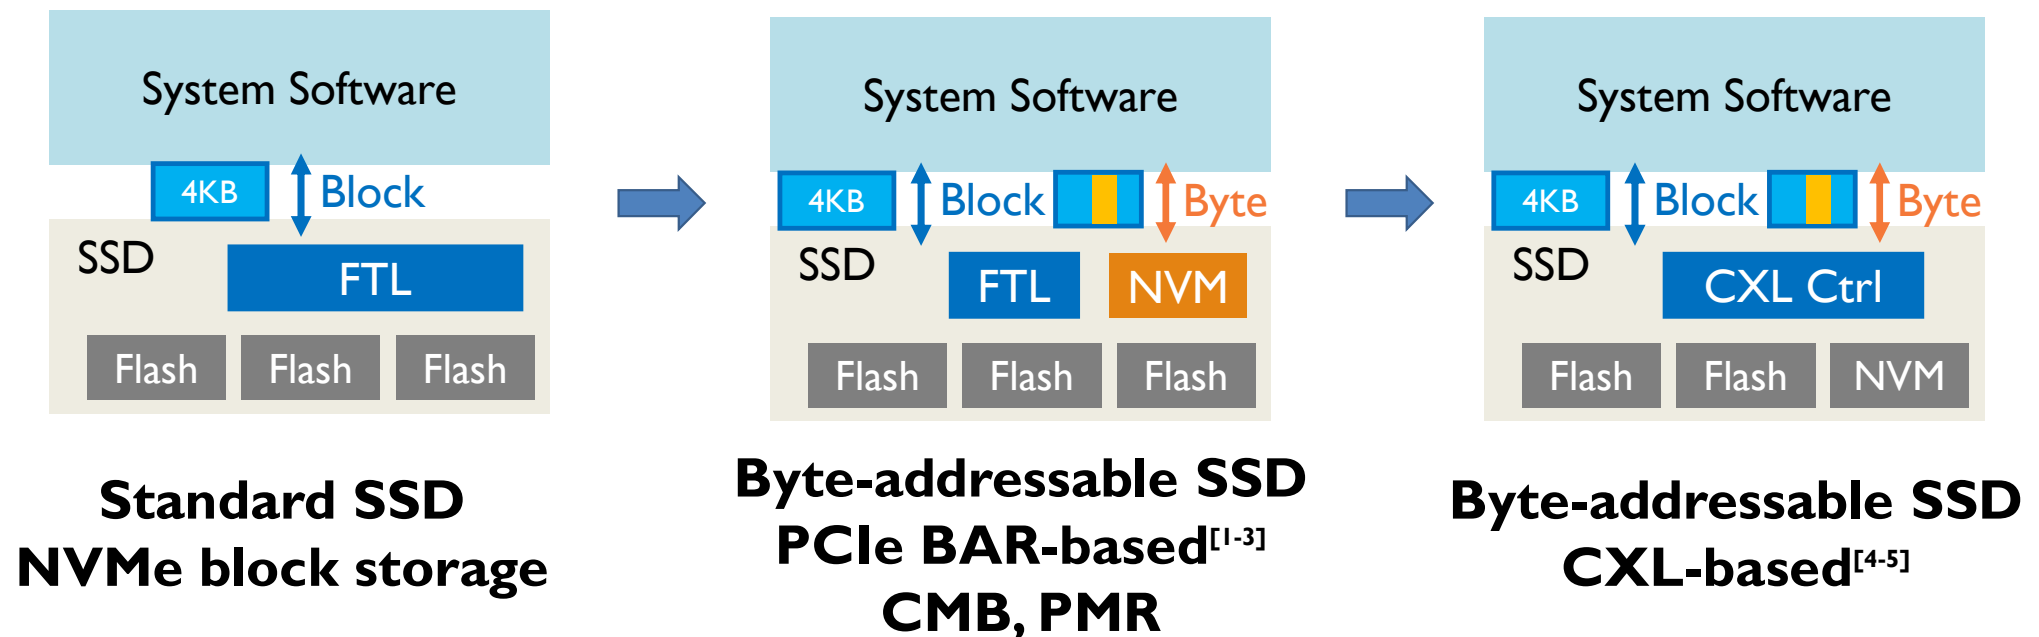 System Software
4KB
Block
SSD
FTL
Flash Flash Flash
Standard SSD
NVMe block storage
System Software
4KB
Block
Byte
SSD
FTL NVM
Flash Flash Flash
Byte-addressable SSD
PCIe BAR-based[1-3]
CMB, PMR
System Software
4KB
Block
Byte
SSD
CXL Ctrl
Flash Flash NVM
Byte-addressable SSD
CXL-based[4-5]